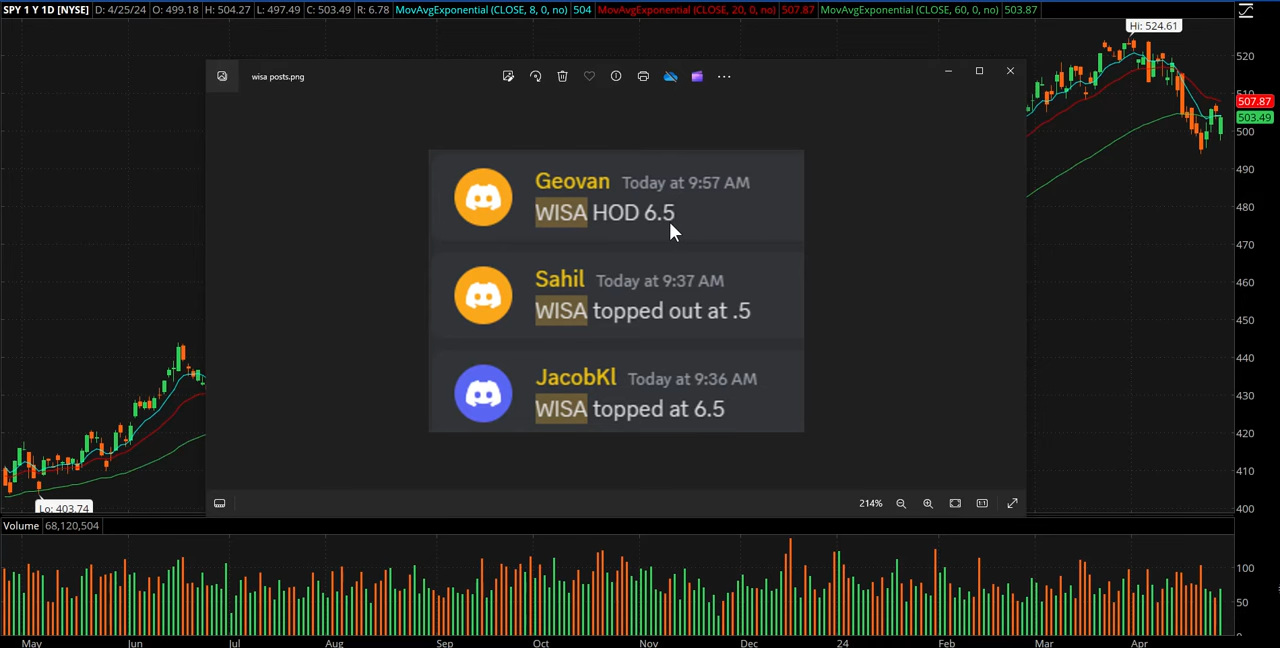 SPY 1 Y 1D [NYSE] D: 4/25/24 O: 499.18 H: 504.27 L: 497.49 C: 503.49 R: 6.78 MovAvgExponential (CLOSE, 8, 0, no) 504 MovAvgExponential (CLOSE, 20, 0, no) 507.87 MovAvgExponential (CLOSE, 60, 0, no) 503.87
Hi: 524.61
wisa posts.png
Geovan Today at 9:57 AM
WISA HOD 6.5
Sahil Today at 9:37 AM
WISA topped out at .5
JacobKl Today at 9:36 AM
WISA topped at 6.5
214%
1:1
520
510
507.87
503.49
500
490
480
470
460
450
440
430
420
410
400
Lo: 403.74
Volume 68,120,504
100
50
0
May Jun Jul Aug Sep Oct Nov Dec 24 Feb Mar Apr